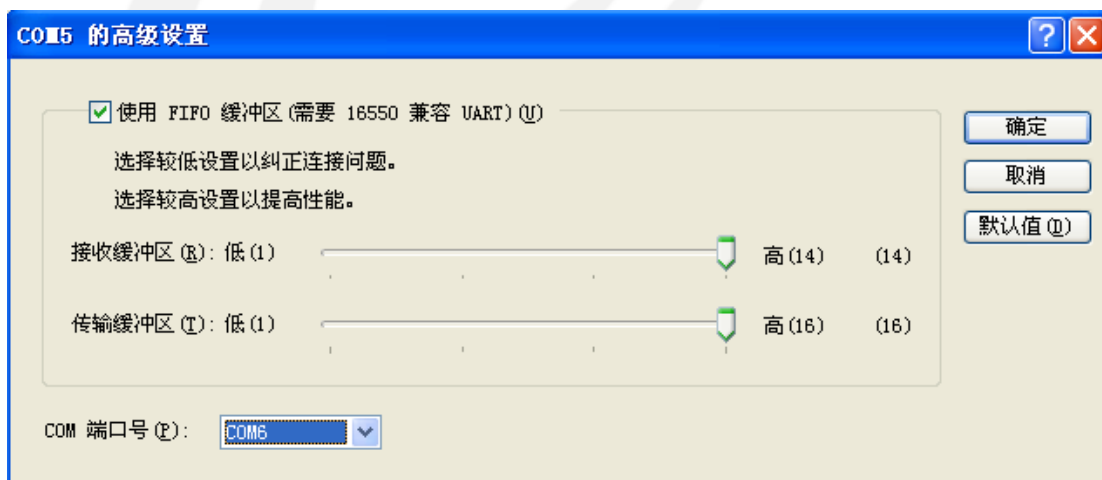 COM5 的高级设置
使用 FIFO 缓冲区(需要 16550 兼容 UART)(U)
确定
选择较低设置以纠正连接问题。
取消
选择较高设置以提高性能。
默认值(D)
接收缓冲区(R): 低(1) 高(14) (14)
传输缓冲区(T): 低(1) 高(16) (16)
COM 端口号(P): COM6